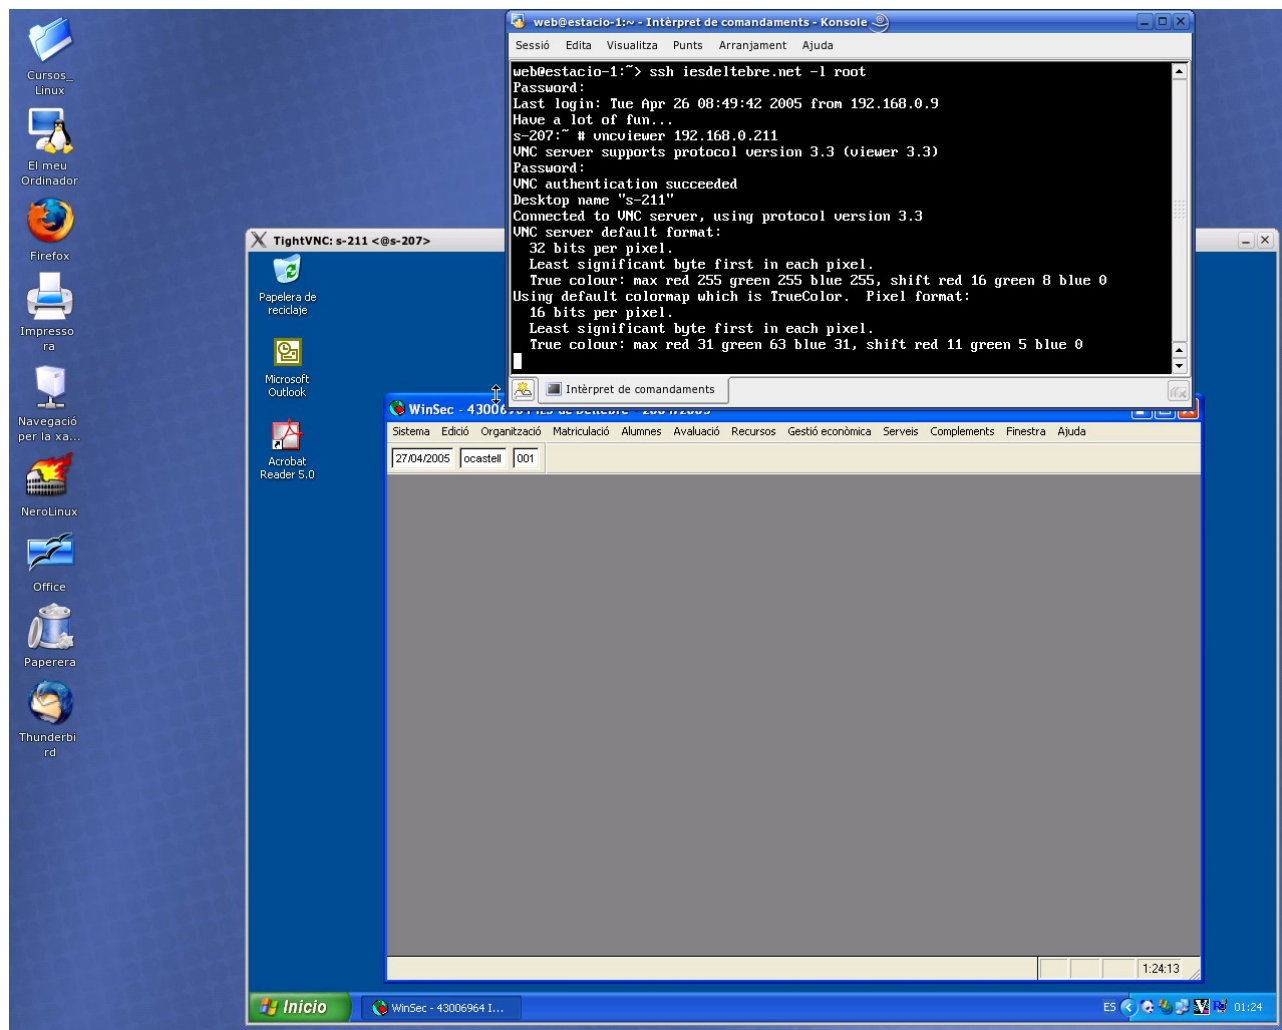 Cursos_
Linux
El meu
Ordinador
Firefox
Impresso
ra
Navegació
per la xa...
NeroLinux
Office
Paperera
Thunderbi
rd
web@estacio-1:~ - Intèrpret de comandaments - Konsole
Sessió Edita Visualitza Punts Arranjament Ajuda
web@estacio-1:~> ssh iesdeltebre.net -l root
Password:
Last login: Tue Apr 26 08:49:42 2005 from 192.168.0.9
Have a lot of fun...
s-207:~ # vncviewer 192.168.0.211
VNC server supports protocol version 3.3 (viewer 3.3)
Password:
VNC authentication succeeded
Desktop name "s-211"
Connected to VNC server, using protocol version 3.3
VNC server default format:
32 bits per pixel.
Least significant byte first in each pixel.
True colour: max red 255 green 255 blue 255, shift red 16 green 8 blue 0
Using default colormap which is TrueColor.  Pixel format:
16 bits per pixel.
Least significant byte first in each pixel.
True colour: max red 31 green 63 blue 31, shift red 11 green 5 blue 0
Intèrpret de comandaments
TightVNC: s-211 <@s-207>
Papelera de
reciclaje
Microsoft
Outlook
Acrobat
Reader 5.0
WinSec - 43006964 IES de Deltebre - 2004/2005
Sistema Edició Organització Matriculació Alumnes Avaluació Recursos Gestió econòmica Serveis Complements Finestra Ajuda
27/04/2005 ocastell 001
1:24:13
Inicio WinSec - 43006964 I... ES 01:24